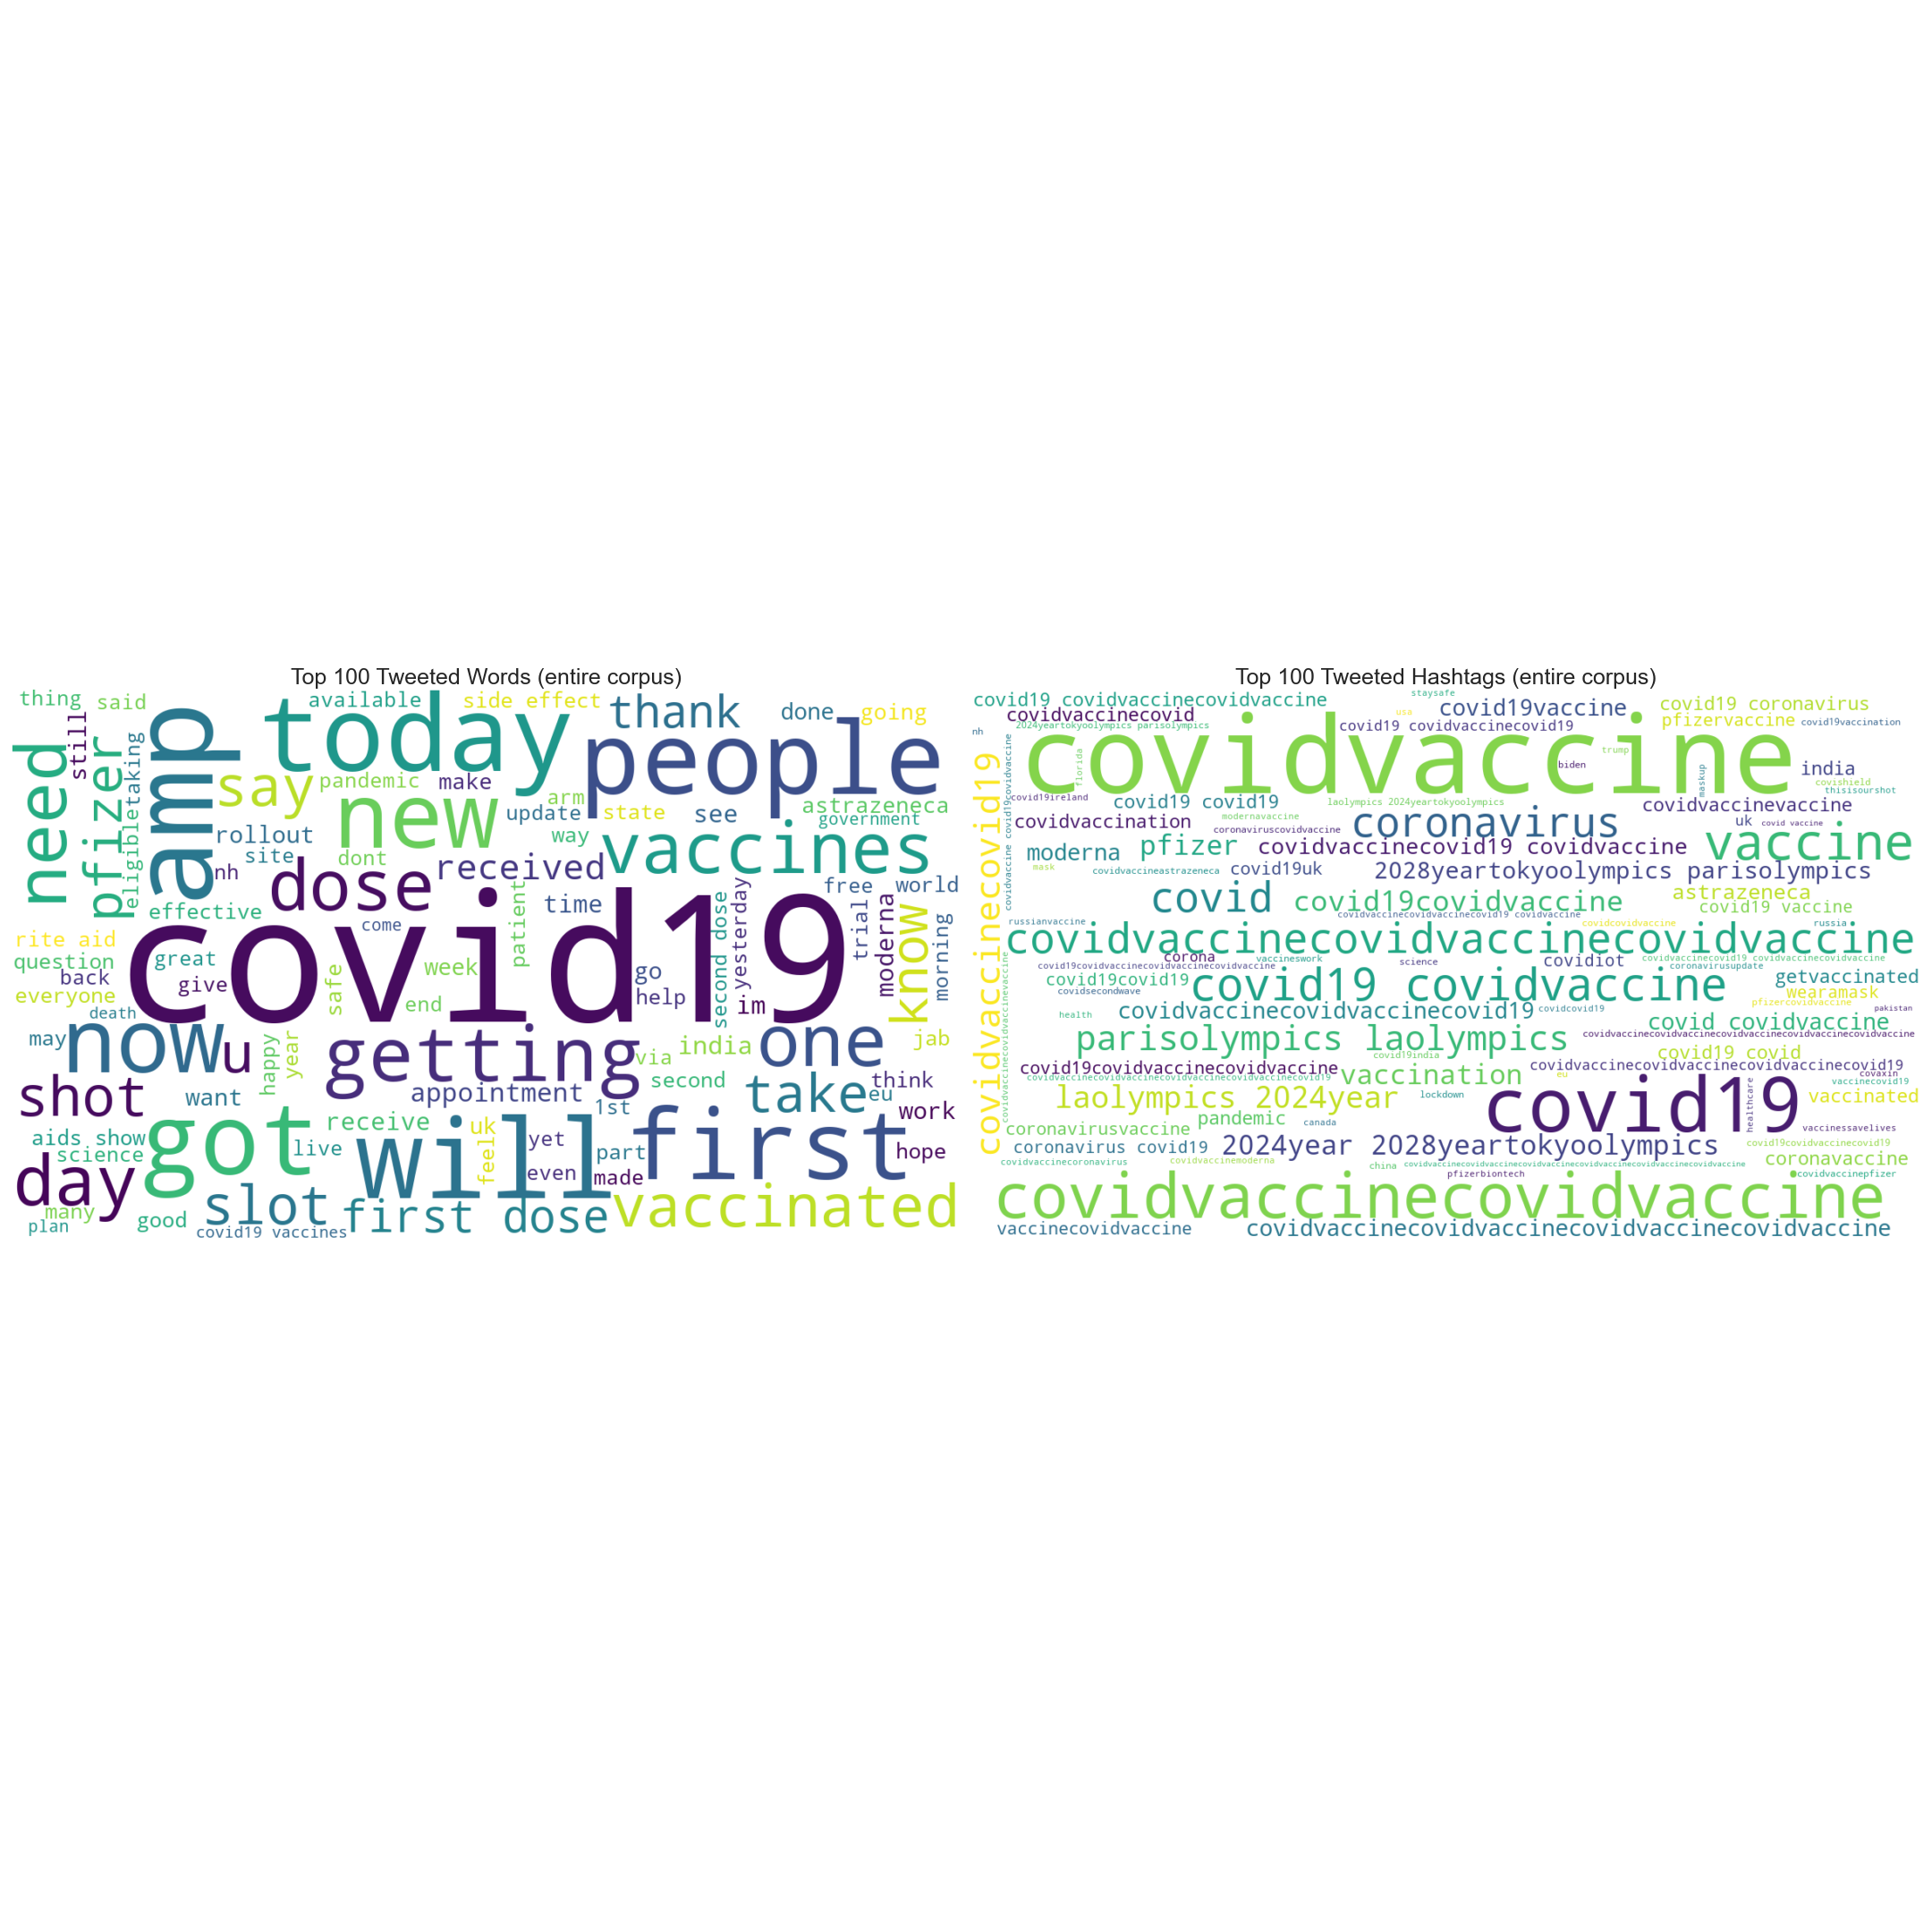 Top 100 Tweeted Words (entire corpus)
thing
said
still
need
pfizer
eligibletaking
amp
today
available
side effect
thank
done
going
people
say
pandemic
make
new
arm
update
state
see
way
astrazeneca
government
rollout
site
nh
dont
received
vaccines
dose
effective
time
patient
second dose
yesterday
free
world
trial
moderna
know
morning
rite aid
question
back
everyone
death
great
give
come
covid19
safe
week
end
go
help
im
may
now
u
happy
year
getting
via
india
one
jab
shot
want
appointment
second
take
eu
think
1st
work
aids show
science
got
receive
live
will
uk
feel
yet
even
part
made
first
hope
day
many
plan
good
slot
covid19 vaccines
first dose
vaccinated
Top 100 Tweeted Hashtags (entire corpus)
covid19 covidvaccinecovidvaccine
staysafe
covid19vaccine
covid19 coronavirus
covidvaccinecovid
usa
pfizervaccine
covid19vaccination
2024yeartokyoolympics parisolympics
covid19 covidvaccinecovid19
nh
covidvaccine
florida
trump
biden
maskup
india
covishield
thisisourshot
covidvaccine covid19covidvaccine
covidvaccinecovidvaccinecovid19
covid19ireland
covid19 covid19
laolympics 2024yeartokyoolympics
covidvaccinevaccine
covidvaccination
modernavaccine
coronaviruscovidvaccine
coronavirus
uk
covid vaccine
vaccine
moderna
pfizer
covidvaccinecovid19 covidvaccine
mask
covidvaccineastrazeneca
covid19uk
2028yeartokyoolympics parisolympics
covid
covid19covidvaccine
astrazeneca
covid19 vaccine
covidvaccinecovidvaccinecovid19 covidvaccine
russianvaccine
covidcovidvaccine
russia
covidvaccinecovidvaccinecovidvaccine
corona
vaccineswork
science
covidiot
covidvaccinecovid19 covidvaccinecovidvaccine
covid19covidvaccinecovidvaccinecovidvaccine
coronavirusupdate
covid19covid19
covid19 covidvaccine
getvaccinated
covidsecondwave
wearamask
pfizercovidvaccine
health
covidvaccinecovidvaccinecovid19
covidcovid19
pakistan
covid covidvaccine
parisolympics laolympics
covidvaccinecovidvaccinecovidvaccinecovidvaccinecovidvaccine
covid19india
covid19 covid
covid19covidvaccinecovidvaccine
covidvaccinecovidvaccinecovidvaccinecovid19
vaccination
eu
covaxin
vaccinecovid19
lockdown
laolympics 2024year
covid19
healthcare
vaccinated
pandemic
canada
coronavirusvaccine
vaccinessavelives
coronavirus covid19
2024year 2028yeartokyoolympics
covid19covidvaccinecovid19
covidvaccinecoronavirus
covidvaccinemoderna
china
pfizerbiontech
coronavaccine
covidvaccinepfizer
covidvaccinecovidvaccine
vaccinecovidvaccine
covidvaccinecovidvaccinecovidvaccinecovidvaccine